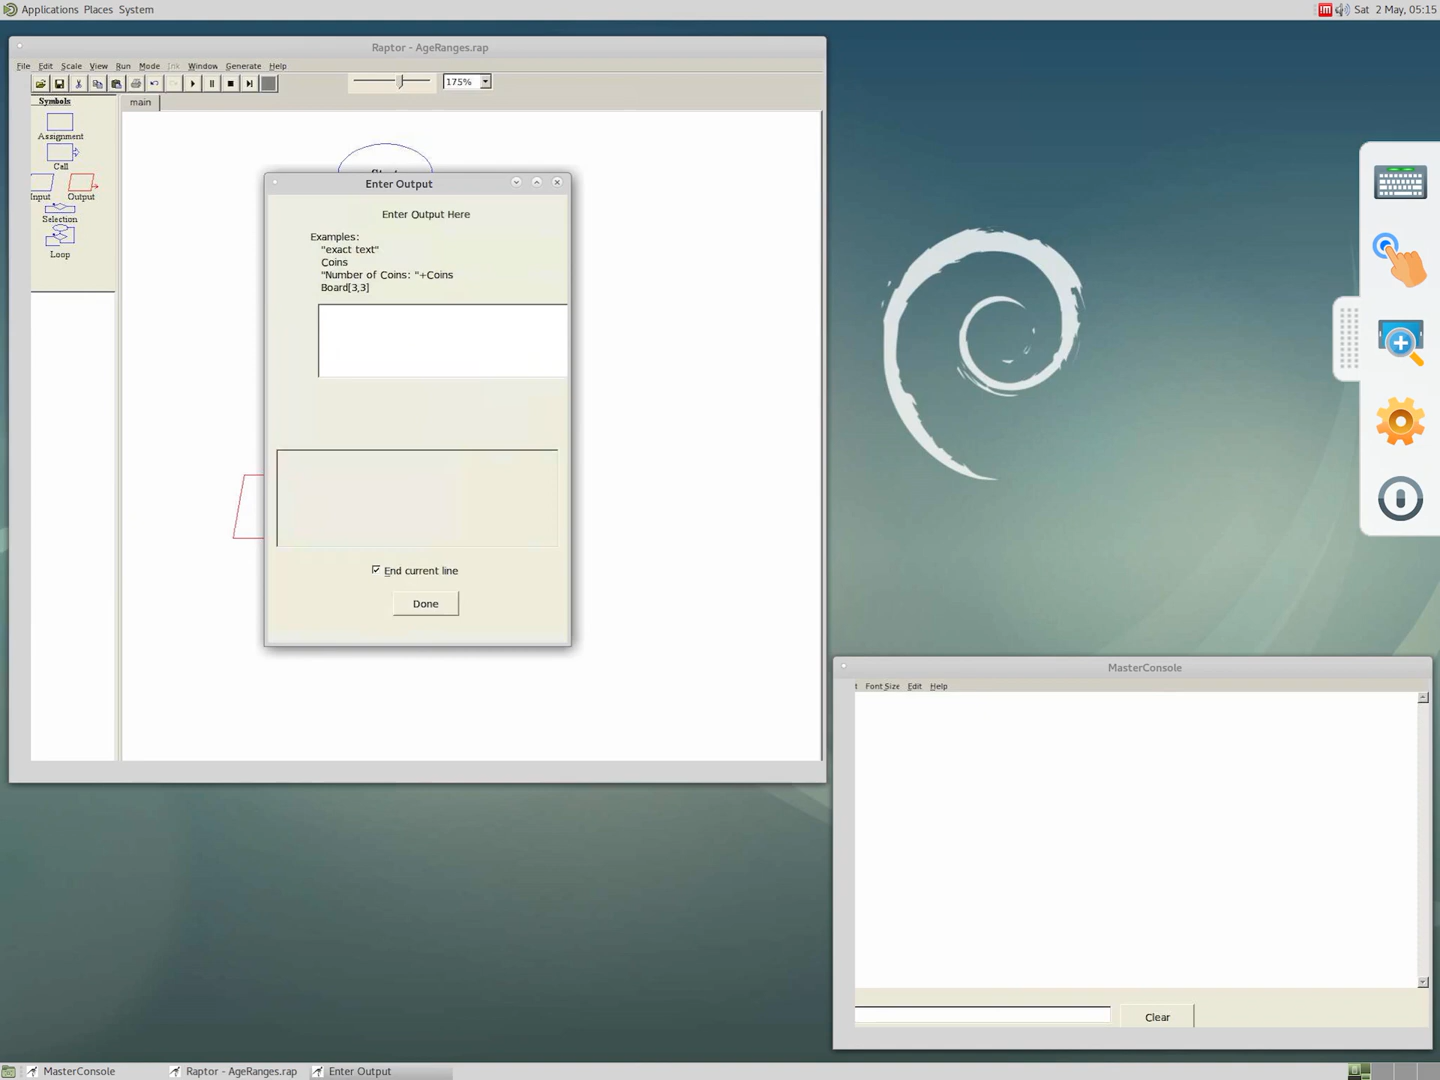 Applications Places System
Sat 2 May, 05:15
Raptor - AgeRanges.rap
File Edit Scale View Run Mode Ink Window Generate Help
175%
Symbols
main
Assignment
Call
Input Output
Selection
Loop
Enter Output
Enter Output Here
Examples:
"exact text"
Coins
"Number of Coins: "+Coins
Board[3,3]
End current line
Done
MasterConsole
t Font Size Edit Help
Clear
MasterConsole
Raptor - AgeRanges.rap
Enter Output